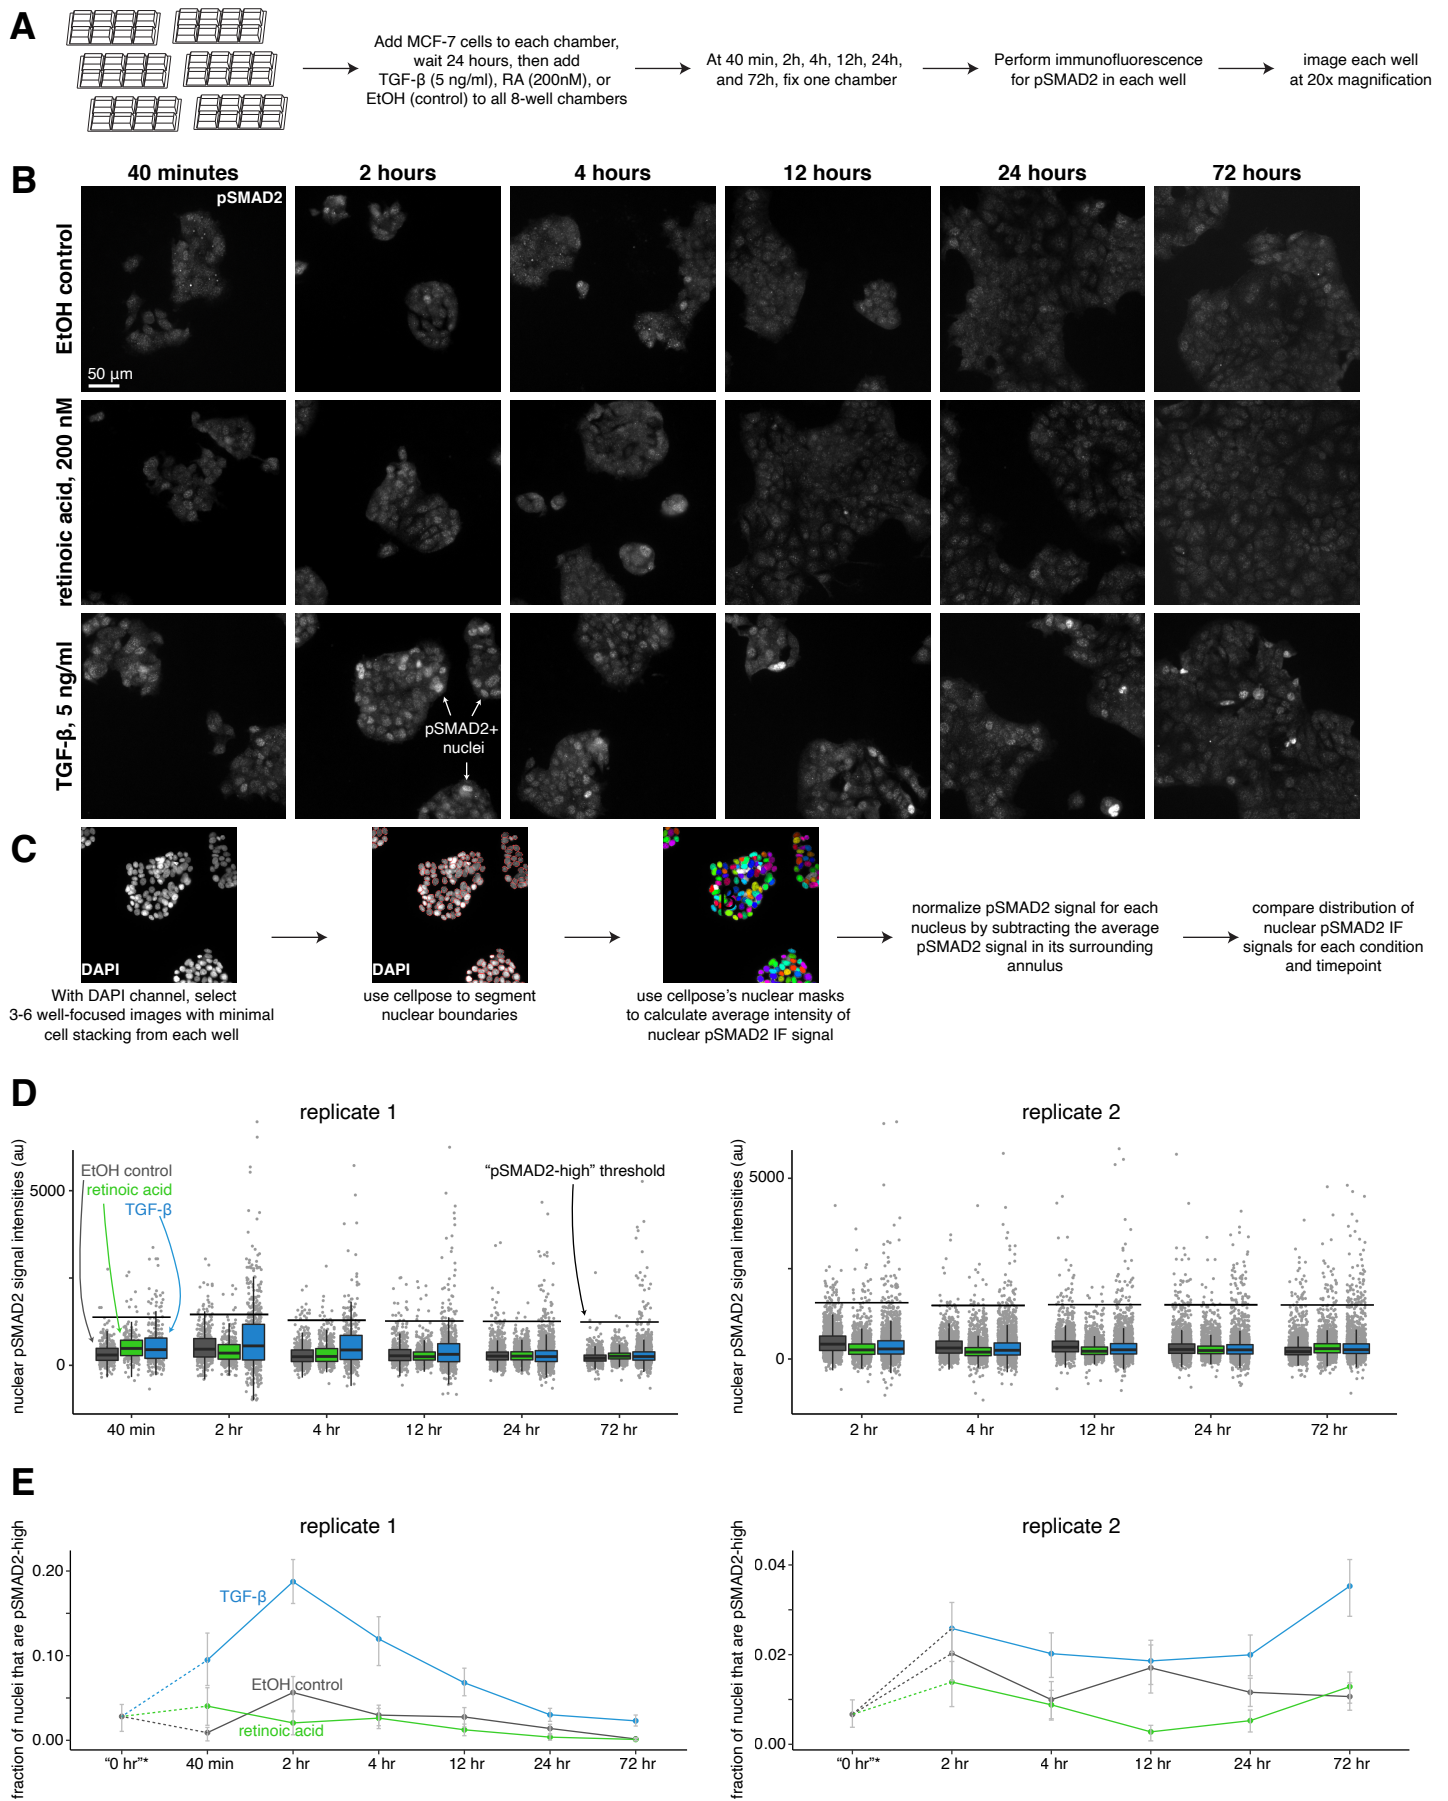 A
Add MCF-7 cells to each chamber,
wait 24 hours, then add
TGF-β (5 ng/ml), RA (200nM), or
EtOH (control) to all 8-well chambers
At 40 min, 2h, 4h, 12h, 24h,
and 72h, fix one chamber
Perform immunofluorescence
for pSMAD2 in each well
image each well
at 20x magnification
B
40 minutes
2 hours
4 hours
12 hours
24 hours
72 hours
EtOH control
pSMAD2
50 µm
retinoic acid, 200 nM
TGF-β, 5 ng/ml
pSMAD2+
nuclei
C
DAPI
With DAPI channel, select
3-6 well-focused images with minimal
cell stacking from each well
DAPI
use cellpose to segment
nuclear boundaries
use cellpose's nuclear masks
to calculate average intensity of
nuclear pSMAD2 IF signal
normalize pSMAD2 signal for each
nucleus by subtracting the average
pSMAD2 signal in its surrounding
annulus
compare distribution of
nuclear pSMAD2 IF
signals for each condition
and timepoint
D
replicate 1
nuclear pSMAD2 signal intensities (au)
5000
0
EtOH control
retinoic acid
TGF-β
"pSMAD2-high" threshold
40 min
2 hr
4 hr
12 hr
24 hr
72 hr
replicate 2
nuclear pSMAD2 signal intensities (au)
5000
0
2 hr
4 hr
12 hr
24 hr
72 hr
E
replicate 1
fraction of nuclei that are pSMAD2-high
0.20
0.10
0.00
TGF-β
EtOH control
retinoic acid
"0 hr"*
40 min
2 hr
4 hr
12 hr
24 hr
72 hr
replicate 2
fraction of nuclei that are pSMAD2-high
0.04
0.02
0.00
"0 hr"*
2 hr
4 hr
12 hr
24 hr
72 hr